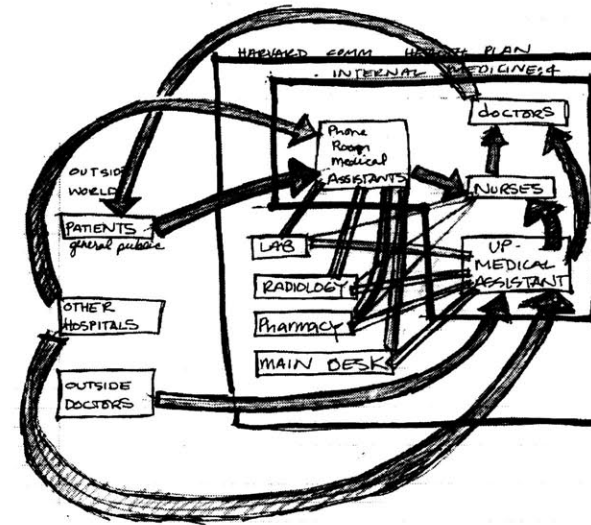 HARVARD COMM HEALTH PLAN
INTERNAL MEDICINE; 4
DOCTORS
Phone
Room
Medical
ASSISTANTS
OUTSIDE
WORLD
NURSES
PATIENTS
general public
LAB
UP-
MEDICAL
ASSISTANT
RADIOLOGY
OTHER
HOSPITALS
Pharmacy
MAIN DESK
OUTSIDE
DOCTORS